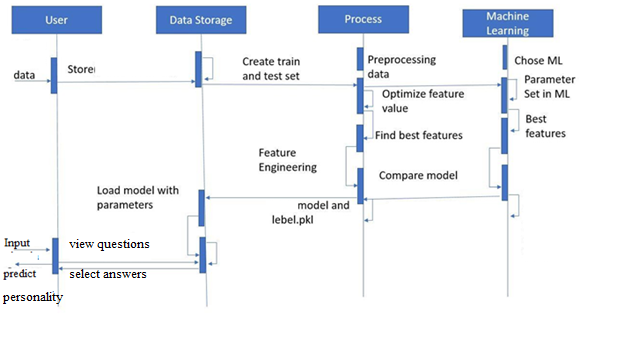 User
Data Storage
Process
Machine
Learning
data
Store
Create train
and test set
Preprocessing
data
Chose ML
Parameter
Set in ML
Optimize feature
value
Best
features
Find best features
Feature
Engineering
Compare model
Load model with
parameters
model and
lebel.pkl
Input
view questions
predict
select answers
personality